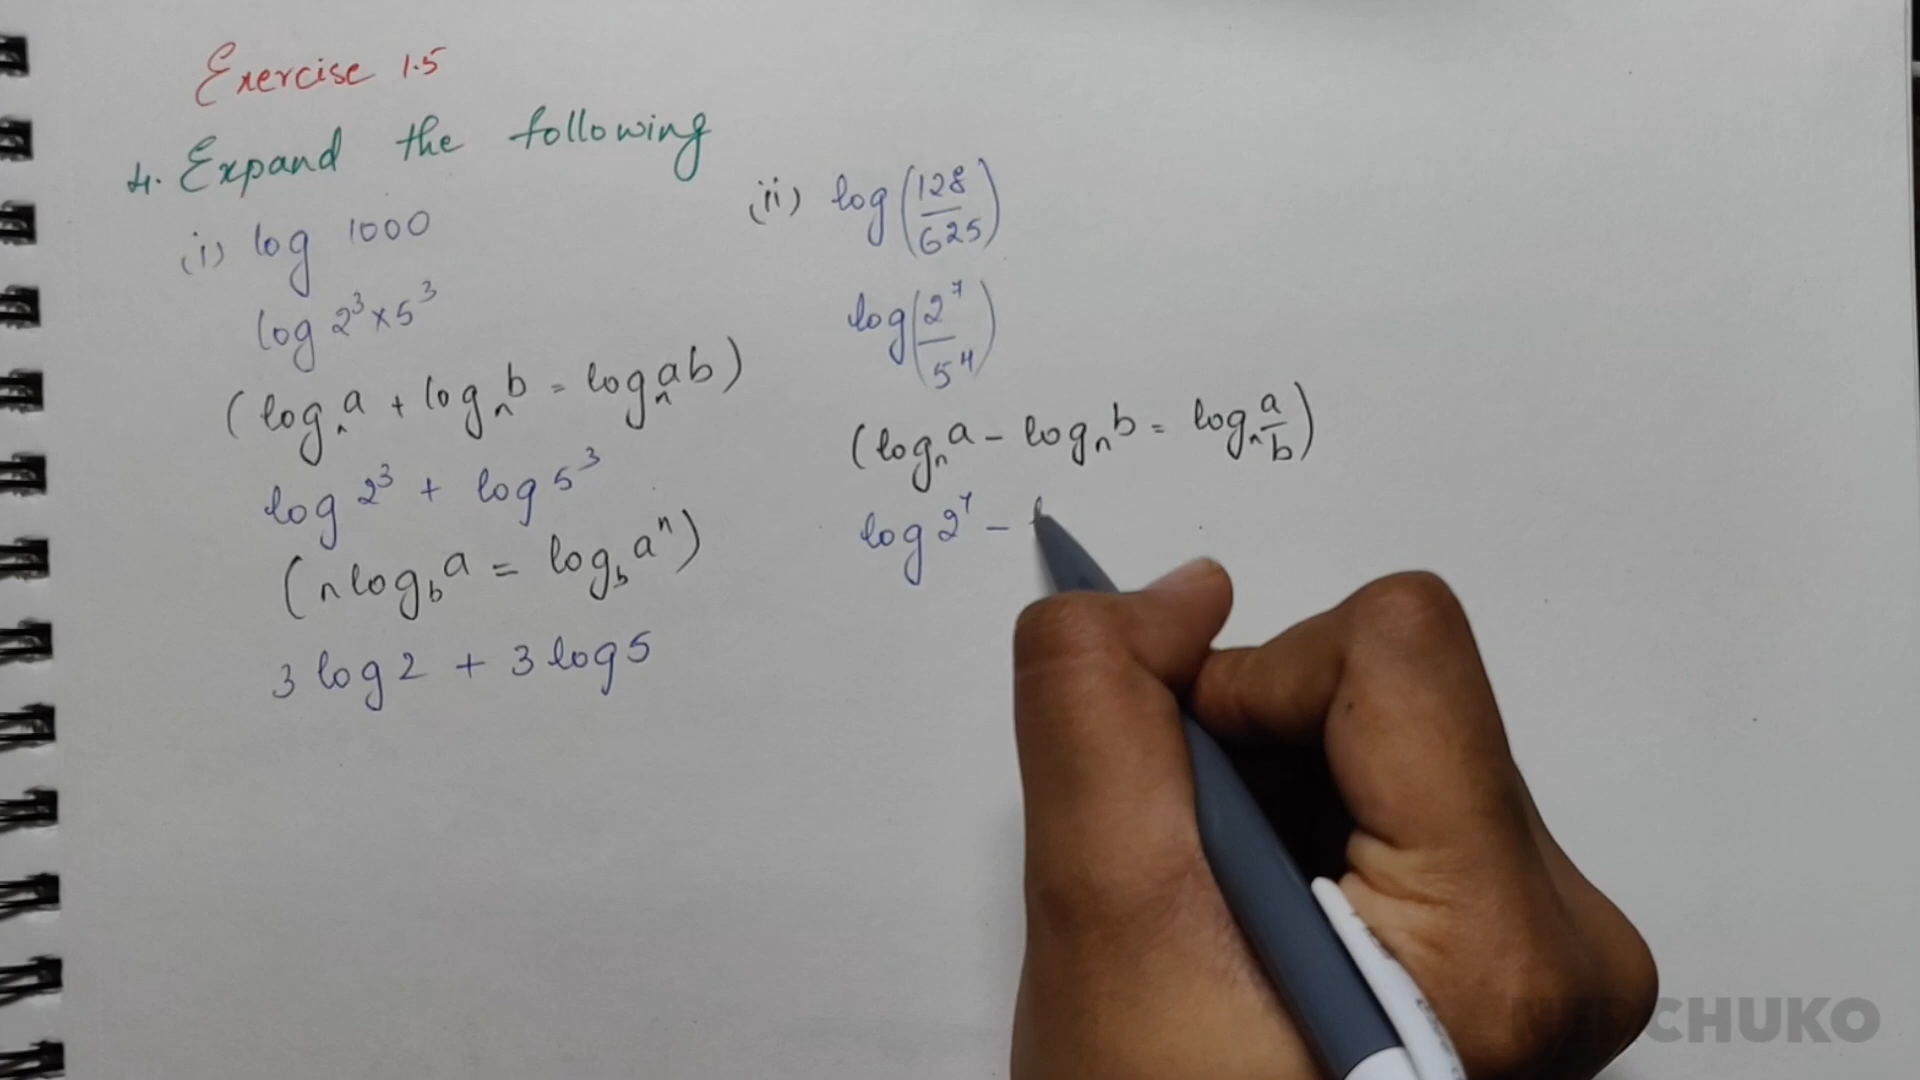 Exercise 1.5
4. Expand the following
(i) log 1000
log 2³×5³
(logₙa + logₙb = logₙab)
log 2³ + log 5³
(n log_b a = log_b aⁿ)
3 log 2 + 3 log 5
(ii) log (128/625)
log (2⁷/5⁴)
(logₙa - logₙb = logₙ a/b)
log 2⁷ -
CHUKO